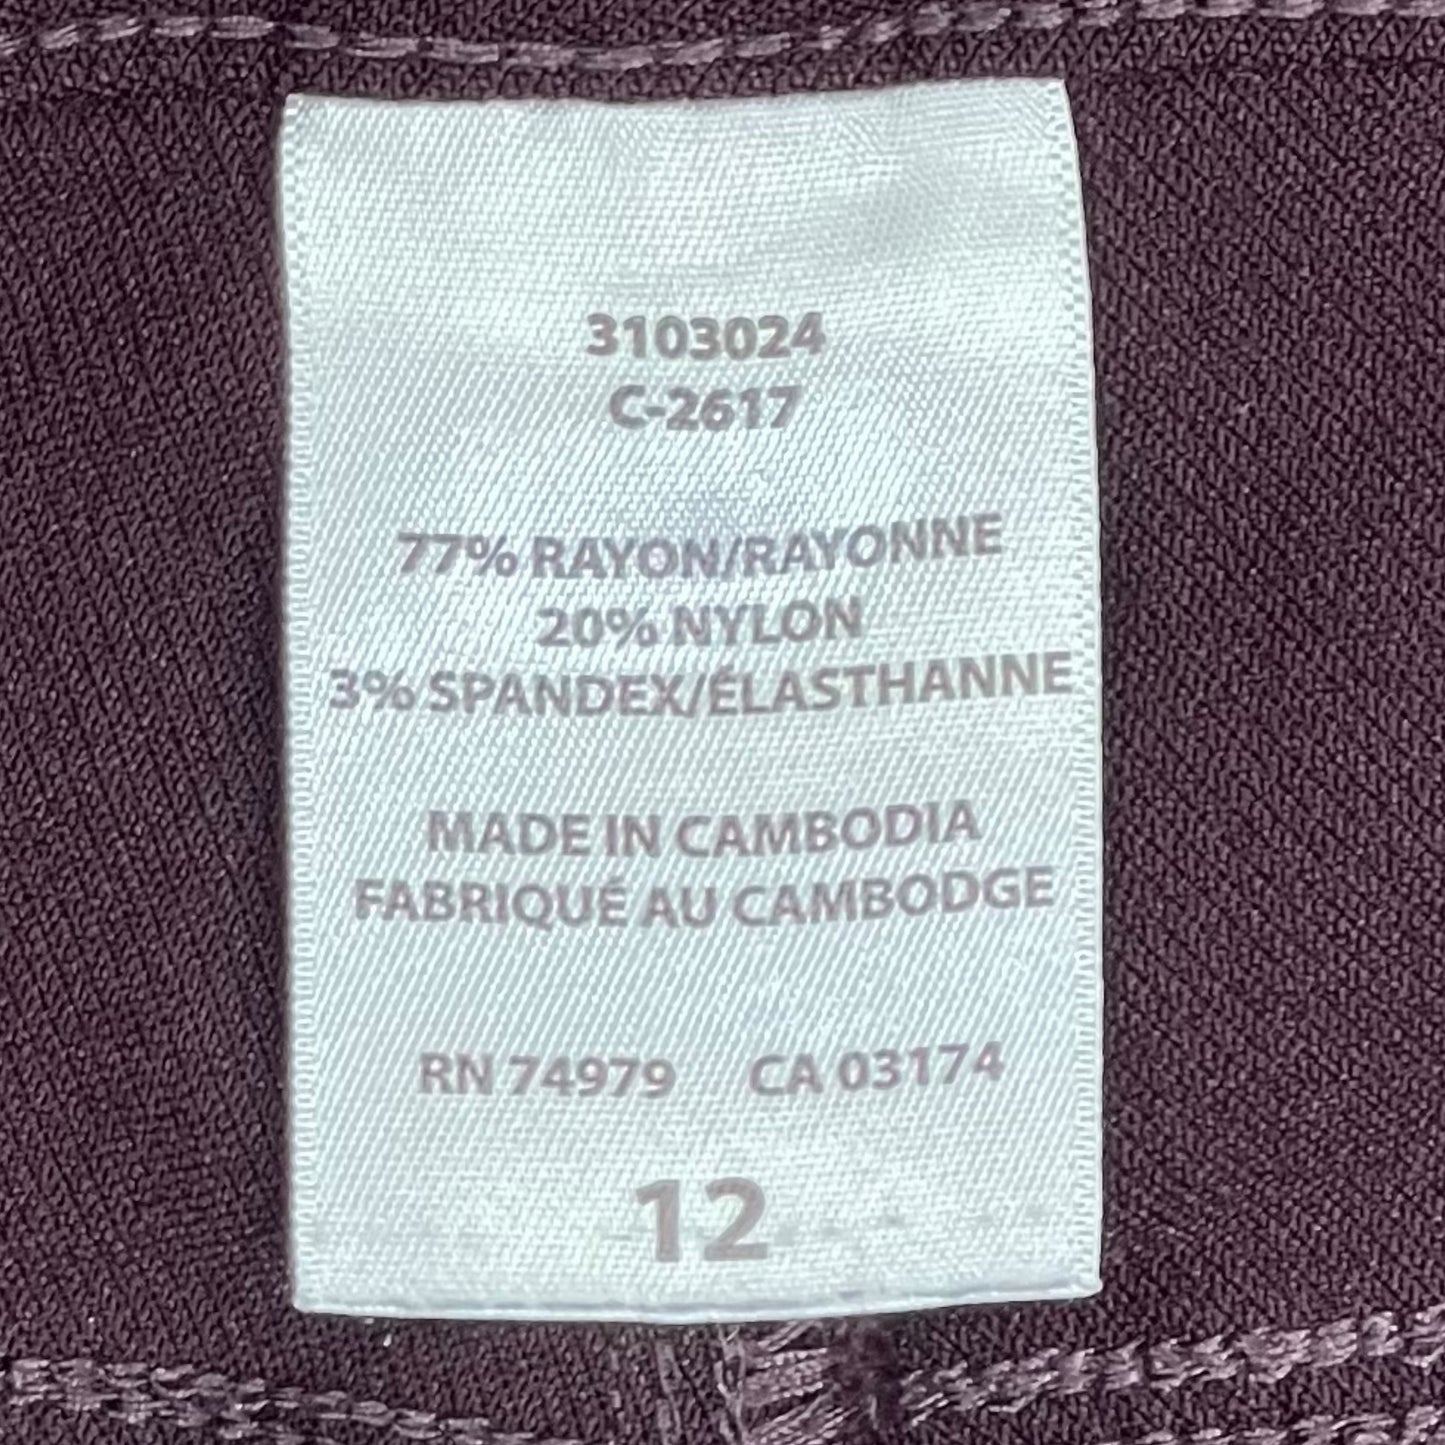 3103024
C-2617
77% RAYON/RAYONNE
20% NYLON
3% SPANDEX/ÉLASTHANNE
MADE IN CAMBODIA
FABRIQUÉ AU CAMBODGE
RN 74979 CA 03174
12